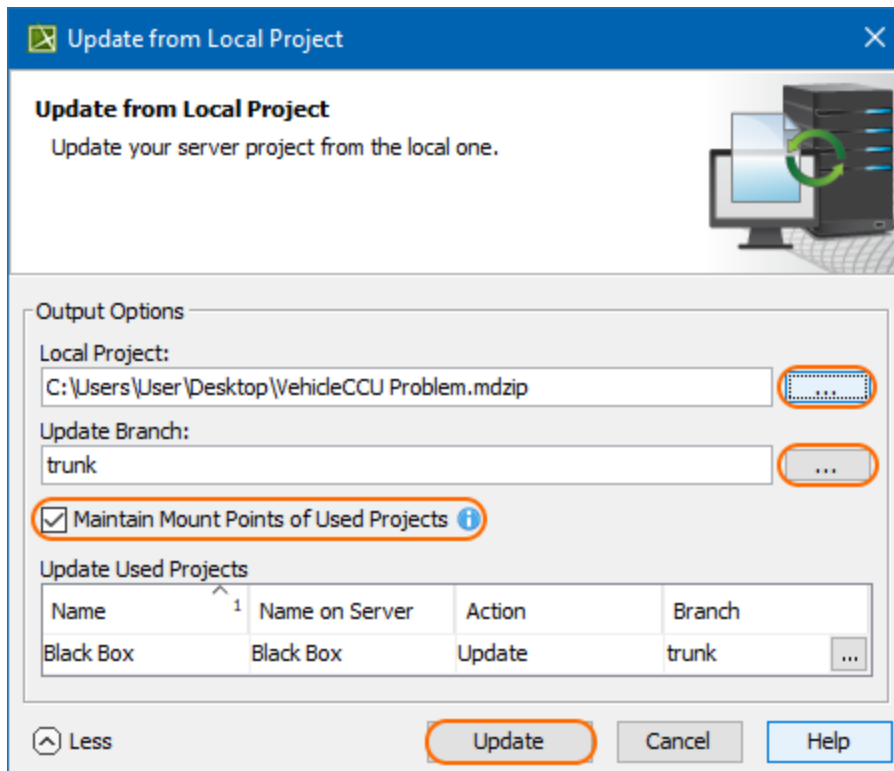 Update from Local Project
Update from Local Project
Update your server project from the local one.
Output Options
Local Project:
C:\Users\User\Desktop\VehicleCCU Problem.mdzip
...
Update Branch:
trunk
...
Maintain Mount Points of Used Projects
Update Used Projects
Name 1 Name on Server Action Branch
Black Box Black Box Update trunk ...
Less Update Cancel Help